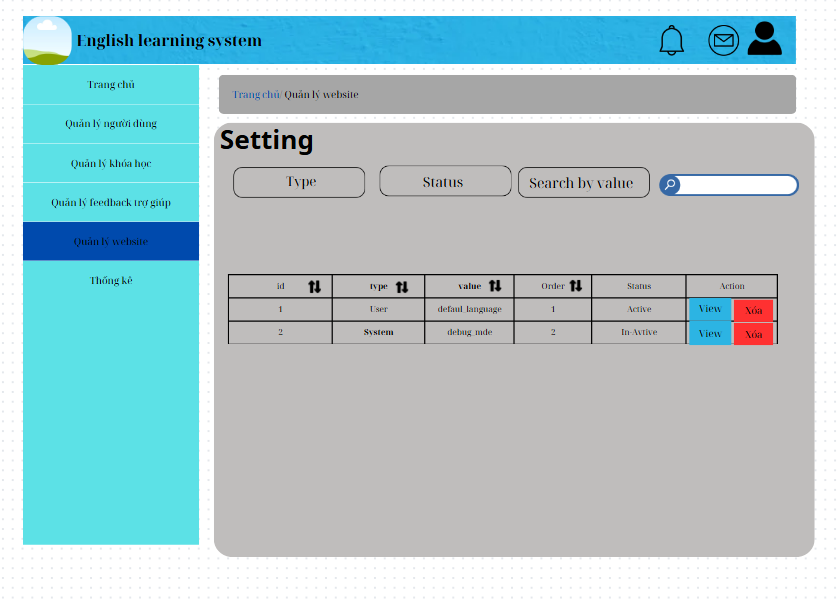 English learning system
Trang chủ
Quản lý người dùng
Quản lý khóa học
Quản lý feedback trợ giúp
Quản lý website
Thống kê
Trang chủ/ Quản lý website
Setting
Type Status Search by value
id type value Order Status Action
1 User defaul_language 1 Active View Xóa
2 System debug_mde 2 In-Avtive View Xóa